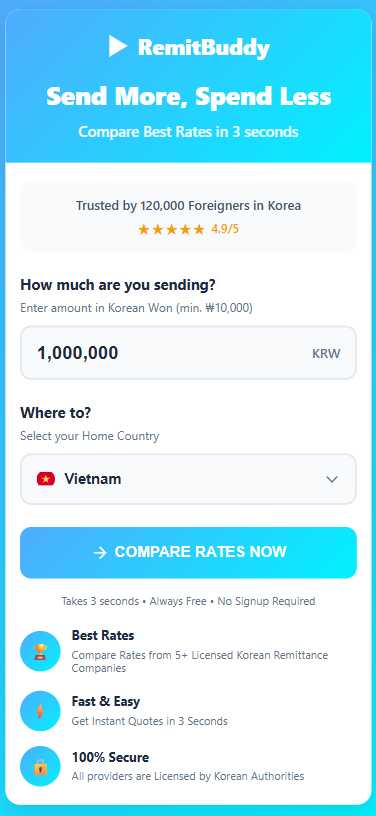 RemitBuddy
Send More, Spend Less
Compare Best Rates in 3 seconds
Trusted by 120,000 Foreigners in Korea
★★★★★ 4.9/5
How much are you sending?
Enter amount in Korean Won (min. ₩10,000)
1,000,000 KRW
Where to?
Select your Home Country
Vietnam
→ COMPARE RATES NOW
Takes 3 seconds • Always Free • No Signup Required
Best Rates
Compare Rates from 5+ Licensed Korean Remittance
Companies
Fast & Easy
Get Instant Quotes in 3 Seconds
100% Secure
All providers are Licensed by Korean Authorities